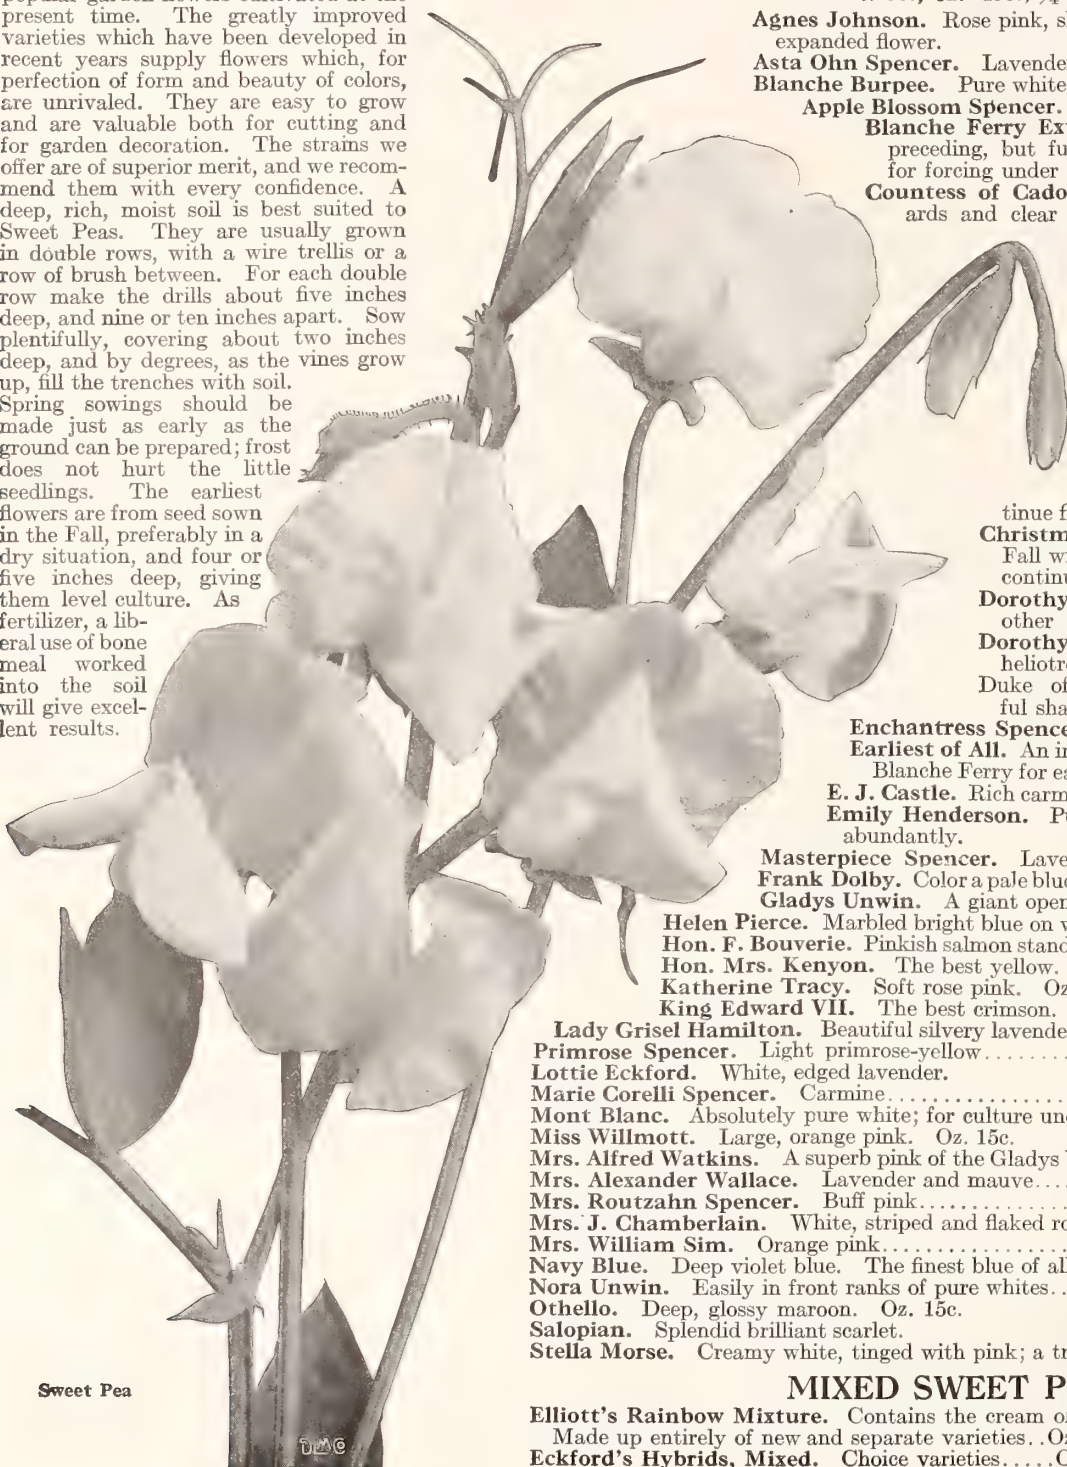 present time. The greatly improved
varieties which have been developed in
recent years supply flowers which, for
perfection of form and beauty of colors,
are unrivaled. They are easy to grow
and are valuable both for cutting and
for garden decoration. The strains we
offer are of superior merit, and we recom-
mend them with every confidence. A
deep, rich, moist soil is best suited to
Sweet Peas. They are usually grown
in double rows, with a wire trellis or a
row of brush between. For each double
row make the drills about five inches
deep, and nine or ten inches apart. Sow
plentifully, covering about two inches
deep, and by degrees, as the vines grow
up, fill the trenches with soil.
Spring sowings should be
made just as early as the
ground can be prepared; frost
does not hurt the little
seedlings. The earliest
flowers are from seed sown
in the Fall, preferably in a
dry situation, and four or
five inches deep, giving
them level culture. As
fertilizer, a lib-
eral use of bone
meal worked
into the soil
will give excel-
lent results.
Sweet Pea
DMC
Agnes Johnson. Rose pink, s
expanded flower.
Asta Ohn Spencer. Lavende
Blanche Burpee. Pure white
Apple Blossom Spencer.
Blanche Ferry Ex
preceding, but fu
for forcing under
Countess of Cado
ards and clear
tinue f
Christm
Fall w
contin
Dorothy
other
Dorothy
heliotr
Duke of
ful sha
Enchantress Spence
Earliest of All. An i
Blanche Ferry for ea
E. J. Castle. Rich carm
Emily Henderson. P
abundantly.
Masterpiece Spencer. Lave
Frank Dolby. Color a pale blue
Gladys Unwin. A giant open
Helen Pierce. Marbled bright blue on
Hon. F. Bouverie. Pinkish salmon stand
Hon. Mrs. Kenyon. The best yellow.
Katherine Tracy. Soft rose pink. Oz
King Edward VII. The best crimson.
Lady Grisel Hamilton. Beautiful silvery lavende
Primrose Spencer. Light primrose-yellow........
Lottie Eckford. White, edged lavender.
Marie Corelli Spencer. Carmine................
Mont Blanc. Absolutely pure white; for culture un
Miss Willmott. Large, orange pink. Oz. 15c.
Mrs. Alfred Watkins. A superb pink of the Gladys
Mrs. Alexander Wallace. Lavender and mauve....
Mrs. Routzahn Spencer. Buff pink.............
Mrs. J. Chamberlain. White, striped and flaked ro
Mrs. William Sim. Orange pink................
Navy Blue. Deep violet blue. The finest blue of al
Nora Unwin. Easily in front ranks of pure whites..
Othello. Deep, glossy maroon. Oz. 15c.
Salopian. Splendid brilliant scarlet.
Stella Morse. Creamy white, tinged with pink; a tr
MIXED SWEET P
Elliott's Rainbow Mixture. Contains the cream o
Made up entirely of new and separate varieties..O
Eckford's Hybrids, Mixed. Choice varieties.....